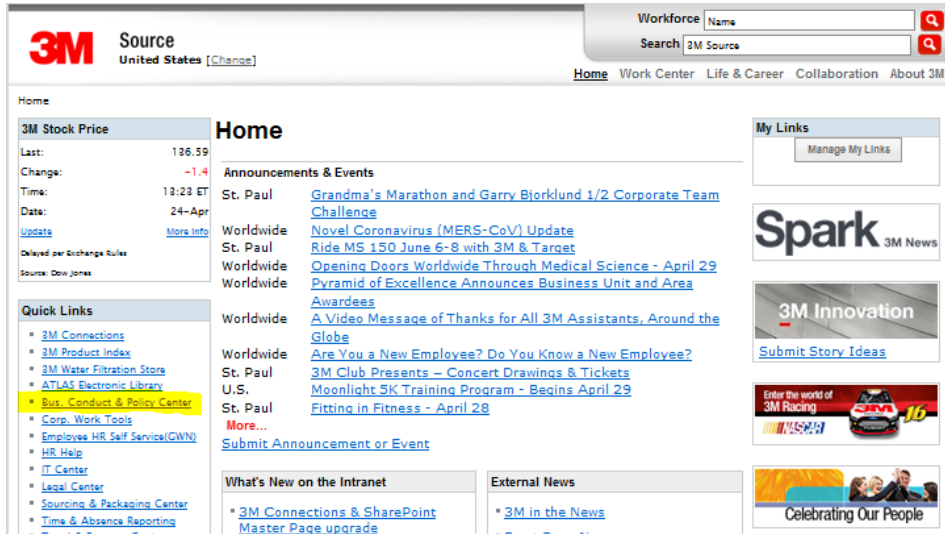 3M
Source
United States [Change]
Workforce Name
Search 3M Source
Home Work Center Life & Career Collaboration About 3M
Home
3M Stock Price
Last: 136.59
Change: -1.4
Time: 13:23 ET
Date: 24-Apr
Update More Info
Delayed per Exchange Rules
Source: Dow Jones
Quick Links
3M Connections
3M Product Index
3M Water Filtration Store
ATLAS Electronic Library
Bus. Conduct & Policy Center
Corp. Work Tools
Employee HR Self Service(GWN)
HR Help
IT Center
Legal Center
Sourcing & Packaging Center
Time & Absence Reporting
Home
Announcements & Events
St. Paul Grandma's Marathon and Garry Bjorklund 1/2 Corporate Team
Challenge
Worldwide Novel Coronavirus (MERS-CoV) Update
St. Paul Ride MS 150 June 6-8 with 3M & Target
Worldwide Opening Doors Worldwide Through Medical Science - April 29
Worldwide Pyramid of Excellence Announces Business Unit and Area
Awardees
Worldwide A Video Message of Thanks for All 3M Assistants, Around the
Globe
Worldwide Are You a New Employee? Do You Know a New Employee?
St. Paul 3M Club Presents – Concert Drawings & Tickets
U.S. Moonlight 5K Training Program - Begins April 29
St. Paul Fitting in Fitness - April 28
More...
Submit Announcement or Event
What's New on the Intranet
3M Connections & SharePoint
Master Page upgrade
External News
3M in the News
My Links
Manage My Links
Spark 3M News
3M Innovation
Submit Story Ideas
Enter the world of
3M Racing
NASCAR
3M 16
Celebrating Our People